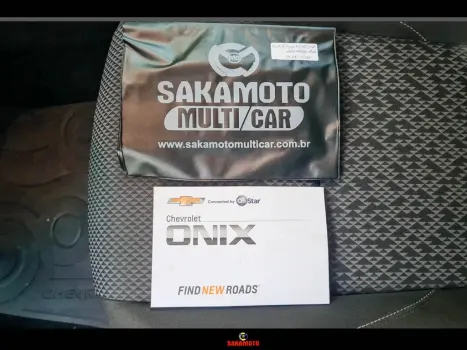 SAKAMOTO
MULTI/CAR
www.sakamotomulticar.com.br
Connected by OnStar
Chevrolet
ONIX
FIND NEW ROADS
SAKAMOTO